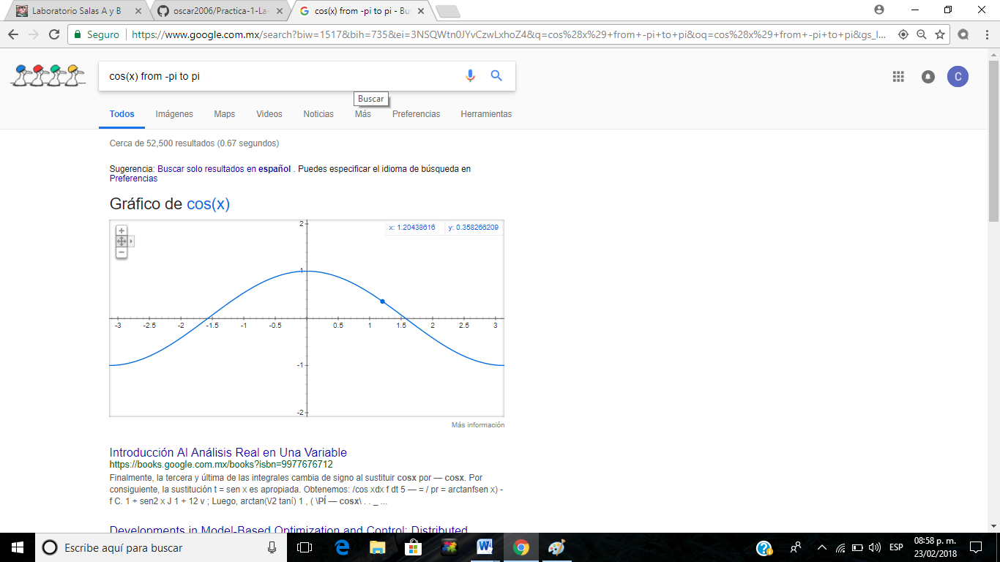 Laboratorio Salas A y B
oscar2006/Practica-1-La-
cos(x) from -pi to pi - Bus
Seguro
https://www.google.com.mx/search?biw=1517&bih=735&ei=3NSQWtn0JYvCzwLxhoZ4&q=cos%28x%29+from+-pi+to+pi&oq=cos%28x%29+from+-pi+to+pi&gs_l...
cos(x) from -pi to pi
C
Buscar
Todos Imágenes Maps Videos Noticias Más Preferencias Herramientas
Cerca de 52,500 resultados (0.67 segundos)
Sugerencia: Buscar solo resultados en español . Puedes especificar el idioma de búsqueda en
Preferencias
Gráfico de cos(x)
x: 1.20438616 y: 0.358266209
2
1
-3 -2.5 -2 -1.5 -1 -0.5 0.5 1 1.5 2 2.5 3
-1
-2
Más información
Introducción Al Análisis Real en Una Variable
https://books.google.com.mx/books?isbn=9977676712
Finalmente, la tercera y última de las integrales cambia de signo al sustituir cosx por — cosx. Por
consiguiente, la sustitución t = sen x es apropiada. Obtenemos: /cos xdx f dt 5 — = / pr = arctanfsen x) -
f C. 1 + sen2 x J 1 + 12 v ; Luego, arctan(V2 taní) 1 , ( \PÍ — cosx\ . . _ ...
Developments in Model-Based Optimization and Control: Distributed
Escribe aquí para buscar
ESP
08:58 p. m.
23/02/2018